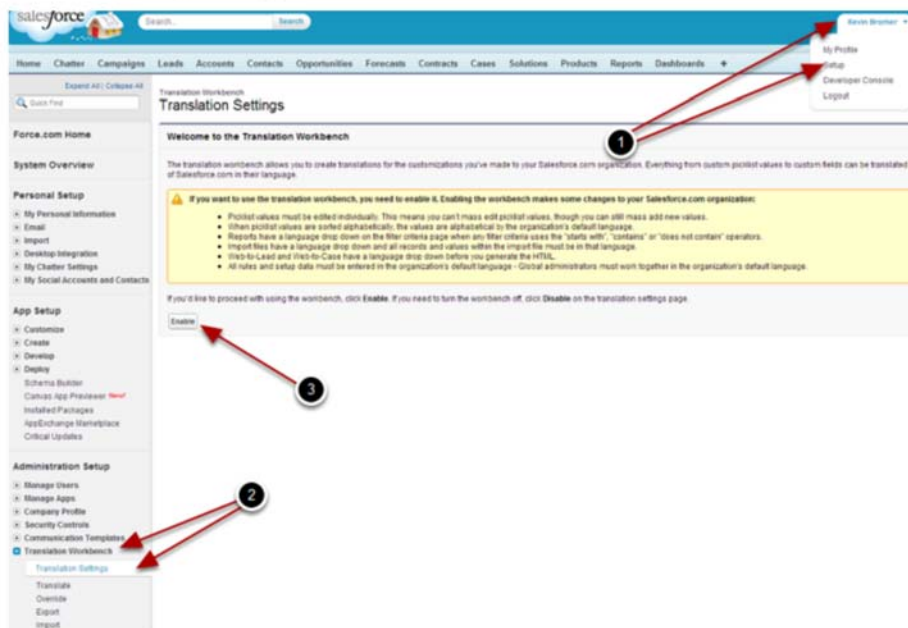 salesforce
Search...
Search
Kevin Bromer
Home Chatter Campaigns Leads Accounts Contacts Opportunities Forecasts Contracts Cases Solutions Products Reports Dashboards +
My Profile
Setup
Developer Console
Logout
Expand All | Collapse All
Quick Find
Force.com Home
System Overview
Personal Setup
My Personal Information
Email
Import
Desktop Integration
My Chatter Settings
My Social Accounts and Contacts
App Setup
Customize
Create
Develop
Deploy
Schema Builder
Canvas App Previewer New!
Installed Packages
AppExchange Marketplace
Critical Updates
Administration Setup
Manage Users
Manage Apps
Company Profile
Security Controls
Communication Templates
Translation Workbench
Translation Settings
Translate
Override
Export
Import
Translation Workbench
Translation Settings
Welcome to the Translation Workbench
The translation workbench allows you to create translations for the customizations you've made to your Salesforce.com organization. Everything from custom picklist values to custom fields can be translated
of Salesforce.com in their language.
If you want to use the translation workbench, you need to enable it. Enabling the workbench makes some changes to your Salesforce.com organization:
• Picklist values must be edited individually. This means you can't mass edit picklist values, though you can still mass add new values.
• When picklist values are sorted alphabetically, the values are alphabetical by the organization's default language.
• Reports have a language drop down on the filter criteria page when any filter criteria uses the "starts with", "contains" or "does not contain" operators.
• Import files have a language drop down and all records and values within the import file must be in that language.
• Web-to-Lead and Web-to-Case have a language drop down before you generate the HTML.
• All rules and setup data must be entered in the organization's default language - Global administrators must work together in the organization's default language.
If you'd like to proceed with using the workbench, click Enable. If you need to turn the workbench off, click Disable on the translation settings page.
Enable
1
2
3